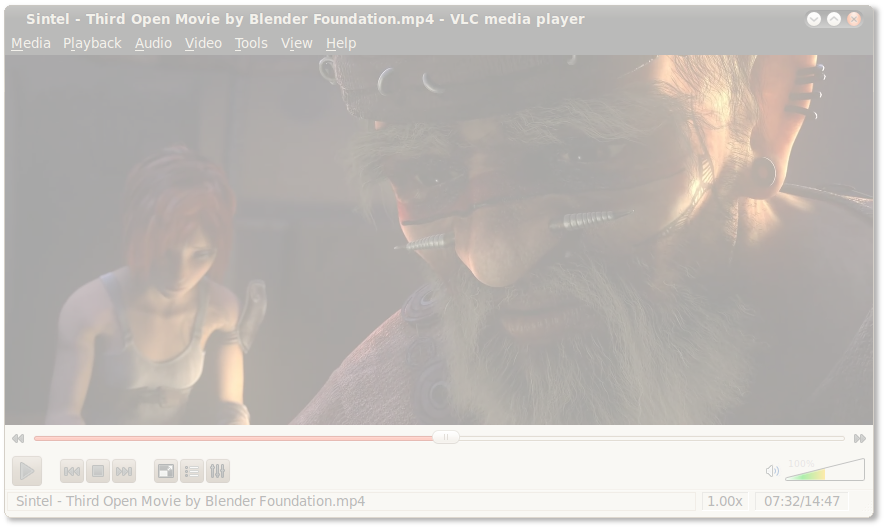 Sintel - Third Open Movie by Blender Foundation.mp4 - VLC media player
Media Playback Audio Video Tools View Help
100%
Sintel - Third Open Movie by Blender Foundation.mp4 1.00x 07:32/14:47